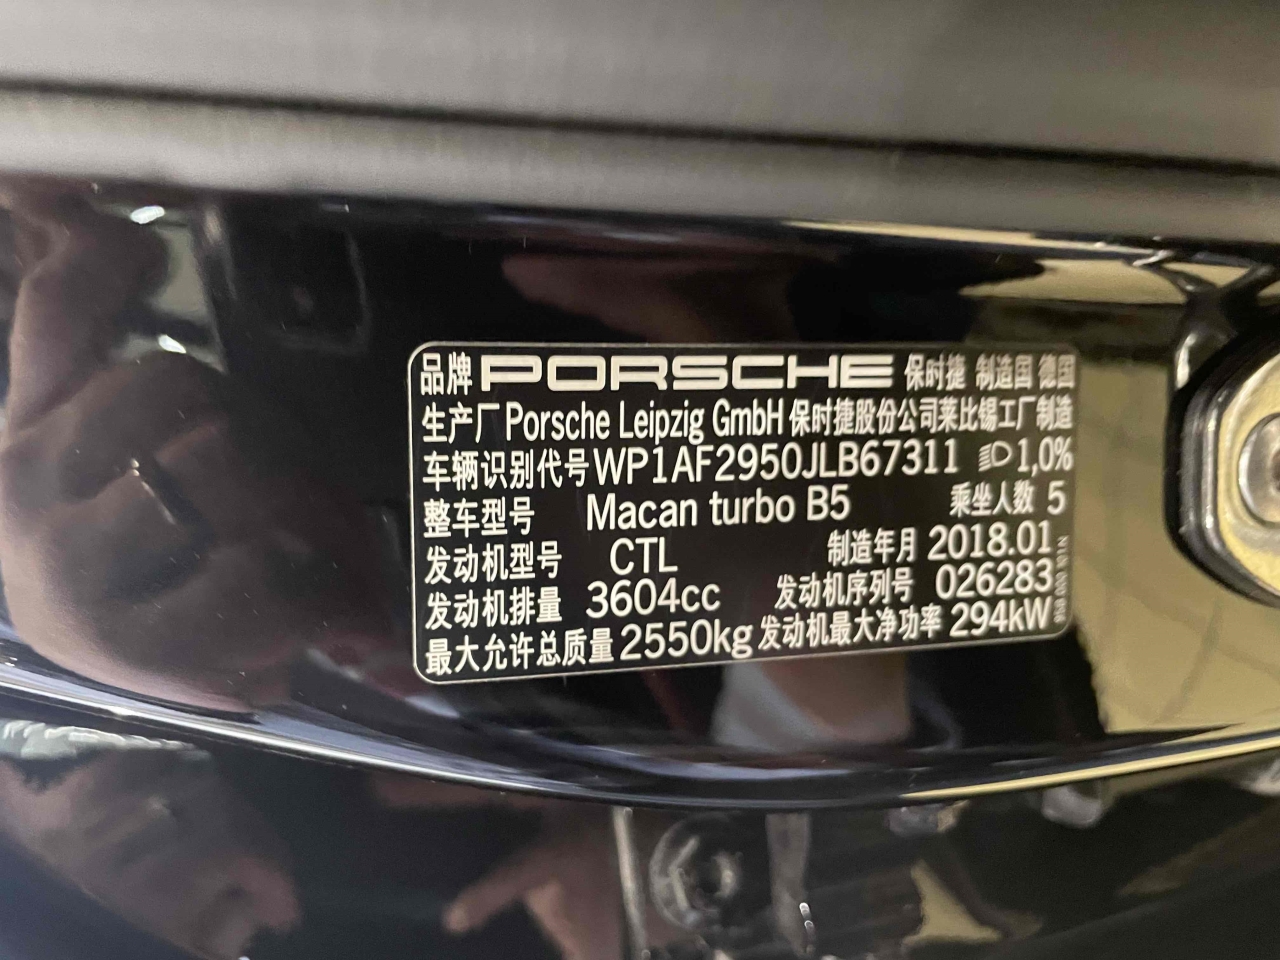 品牌 PORSCHE 保时捷 制造国 德国
生产厂 Porsche Leipzig GmbH 保时捷股份公司莱比锡工厂制造
车辆识别代号 WP1AF2950JLB67311 1,0%
整车型号 Macan turbo B5 乘坐人数 5
发动机型号 CTL 制造年月 2018.01
发动机排量 3604cc 发动机序列号 026283
最大允许总质量 2550kg 发动机最大净功率 294kW